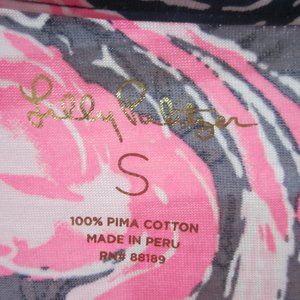 Lilly Pulitzer
S
100% PIMA COTTON
MADE IN PERU
RN# 88189